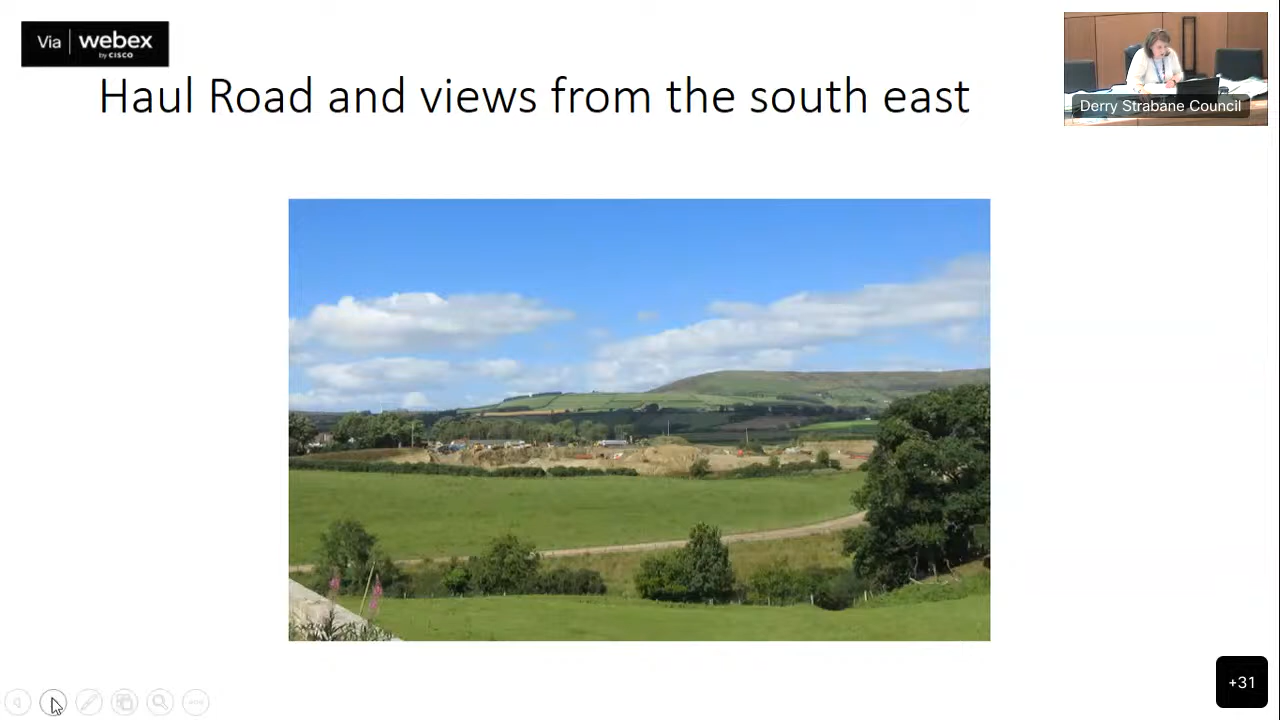 Via webex
by CISCO
Haul Road and views from the south east
Derry Strabane Council
+31